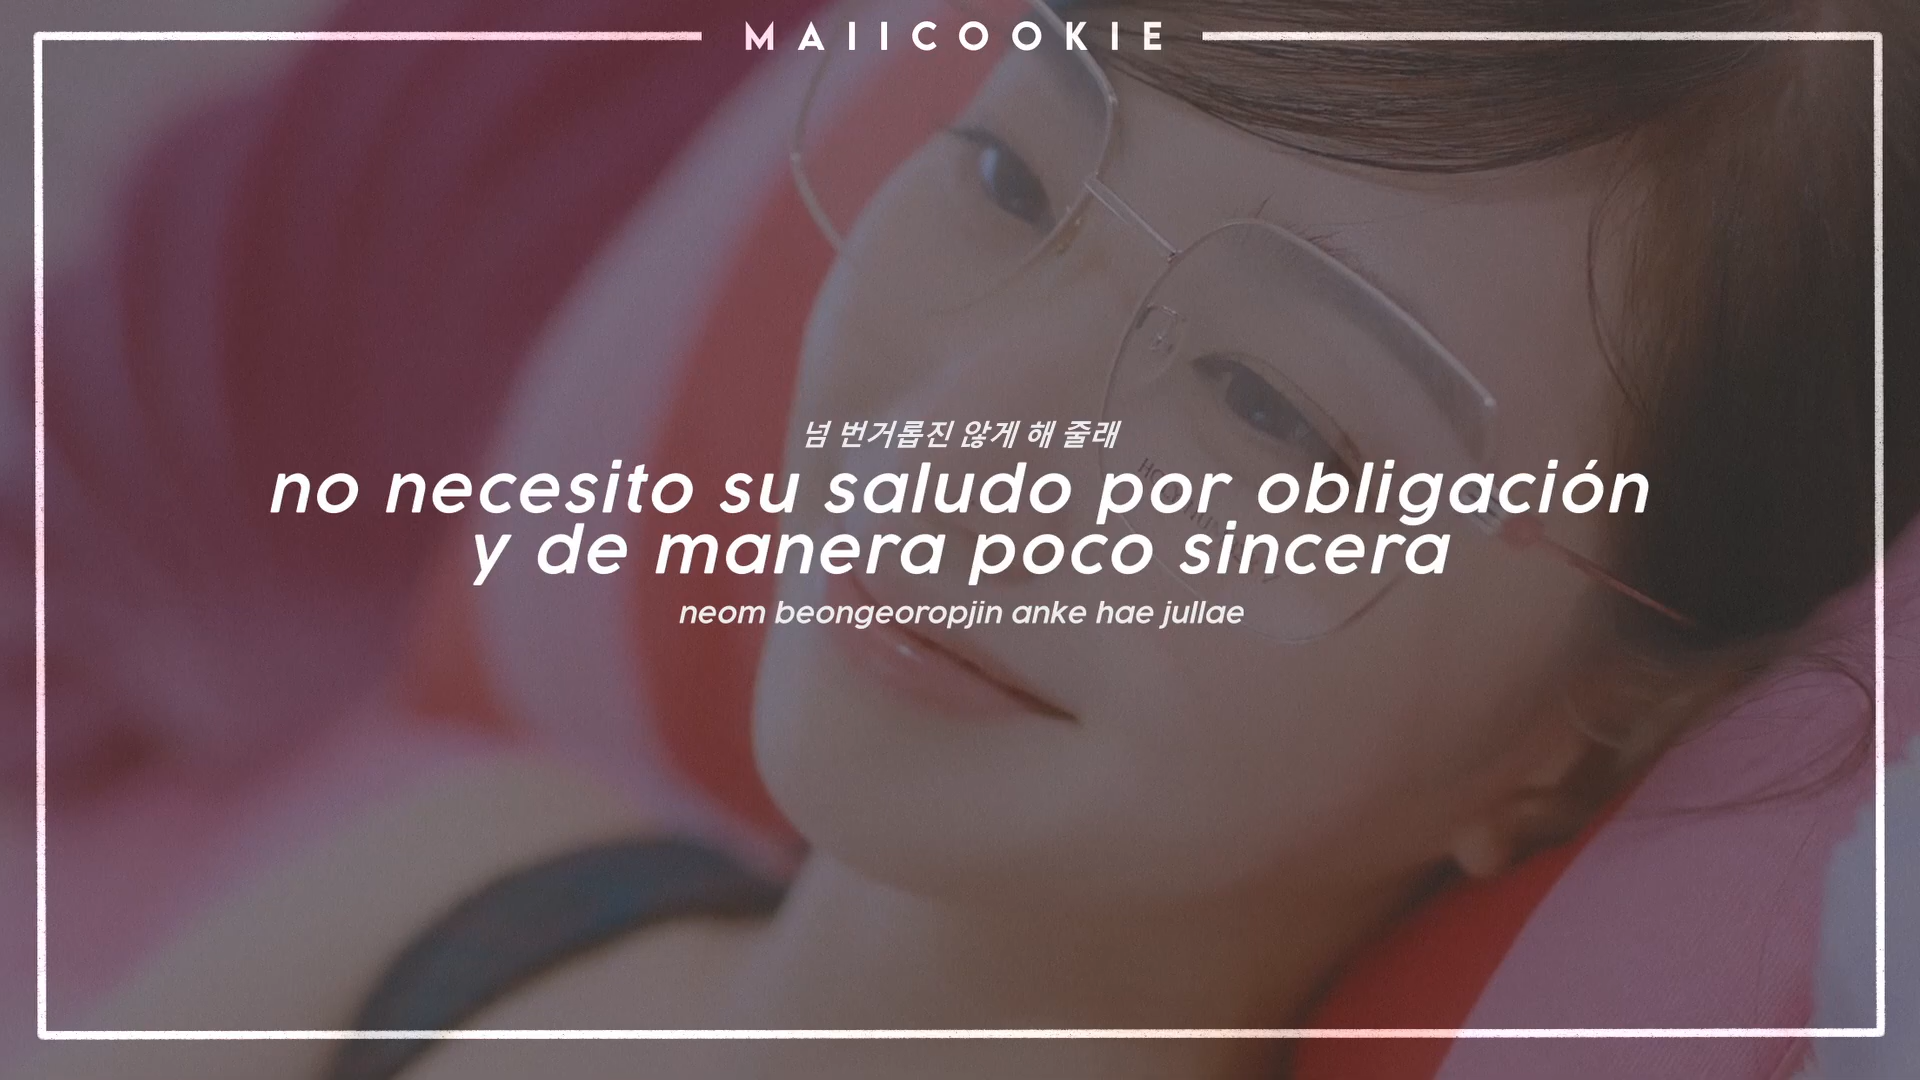 MAIICOOKIE
넘 번거롭진 않게 해 줄래
no necesito su saludo por obligación
y de manera poco sincera
neom beongeoropjin anke hae jullae